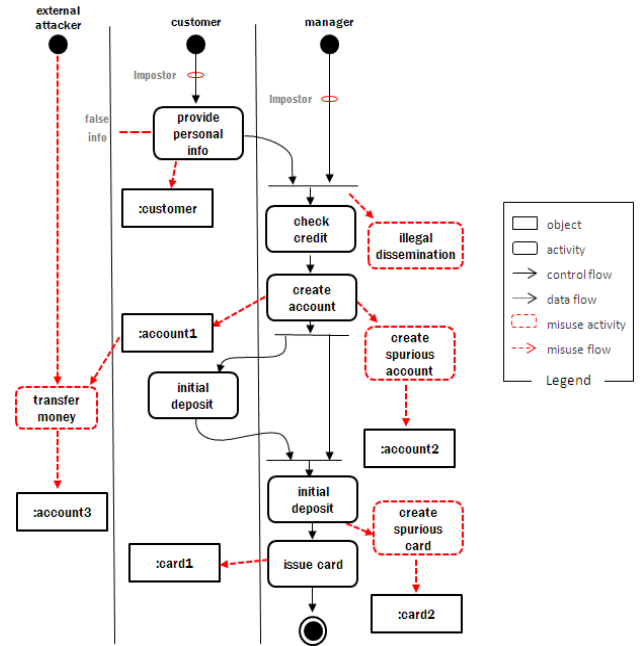 external
attacker
customer
manager
Impostor
Impostor
false
info
provide
personal
info
:customer
check
credit
illegal
dissemination
create
account
:account1
create
spurious
account
initial
deposit
transfer
money
:account2
:account3
initial
deposit
create
spurious
card
:card1
issue card
:card2
object
activity
control flow
data flow
misuse activity
misuse flow
Legend